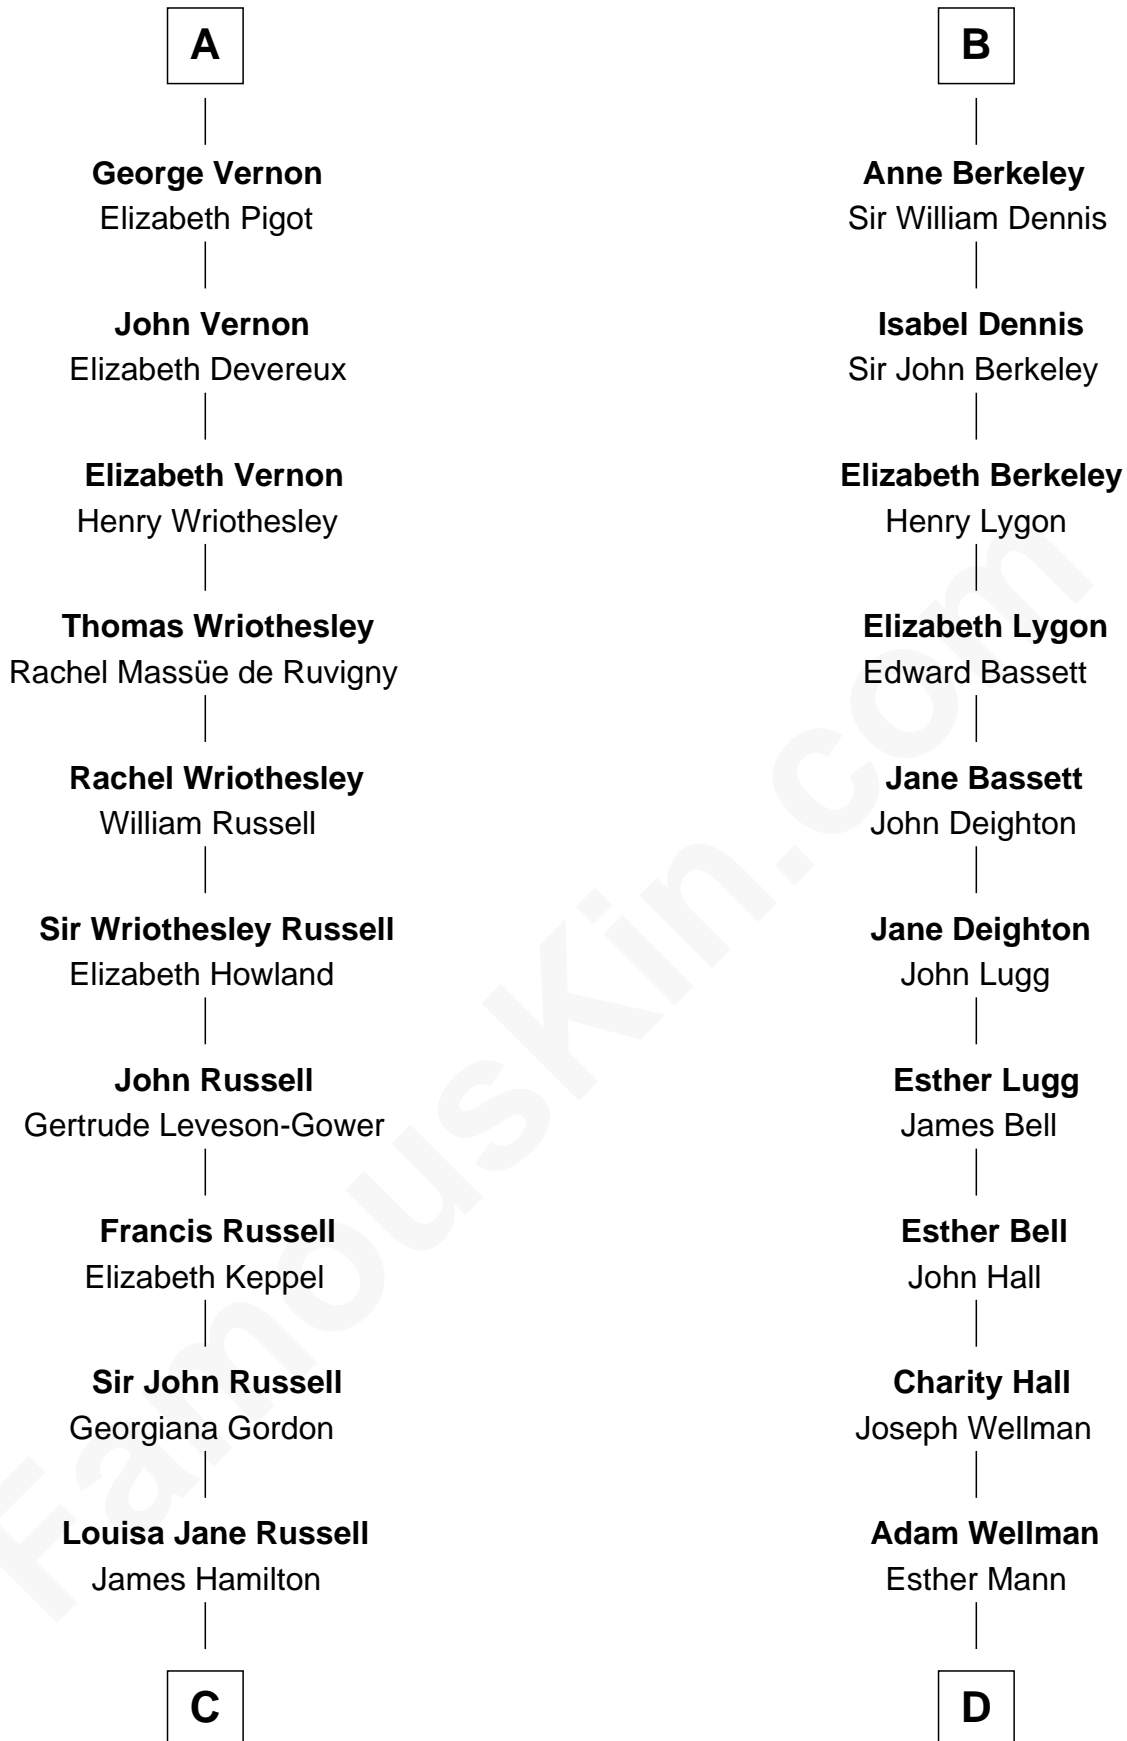 A
George Vernon
Elizabeth Pigot
John Vernon
Elizabeth Devereux
Elizabeth Vernon
Henry Wriothesley
Thomas Wriothesley
Rachel Massüe de Ruvigny
Rachel Wriothesley
William Russell
Sir Wriothesley Russell
Elizabeth Howland
John Russell
Gertrude Leveson-Gower
Francis Russell
Elizabeth Keppel
Sir John Russell
Georgiana Gordon
Louisa Jane Russell
James Hamilton
C
B
Anne Berkeley
Sir William Dennis
Isabel Dennis
Sir John Berkeley
Elizabeth Berkeley
Henry Lygon
Elizabeth Lygon
Edward Bassett
Jane Bassett
John Deighton
Jane Deighton
John Lugg
Esther Lugg
James Bell
Esther Bell
John Hall
Charity Hall
Joseph Wellman
Adam Wellman
Esther Mann
D
FamousKin.com